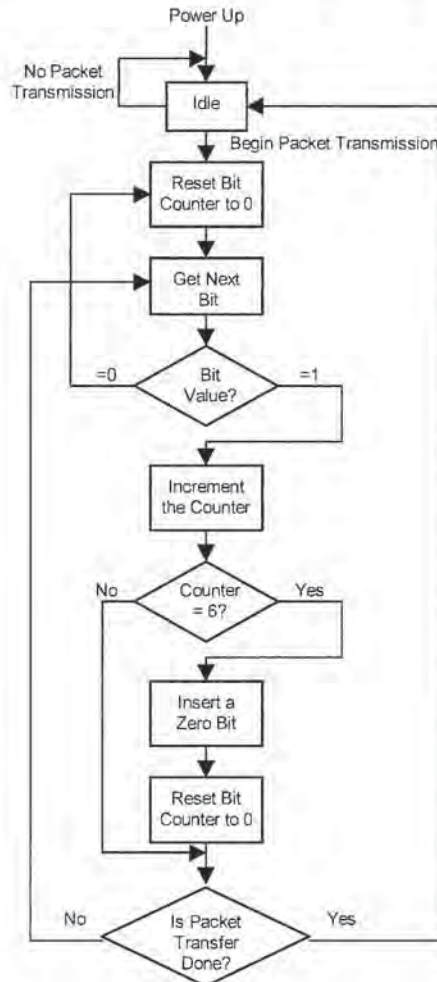 Power Up
No Packet
Transmission
Idle
Begin Packet Transmission
Reset Bit
Counter to 0
Get Next
Bit
=0
Bit
Value?
=1
Increment
the Counter
No
Counter
= 6?
Yes
Insert a
Zero Bit
Reset Bit
Counter to 0
No
Is Packet
Transfer
Done?
Yes